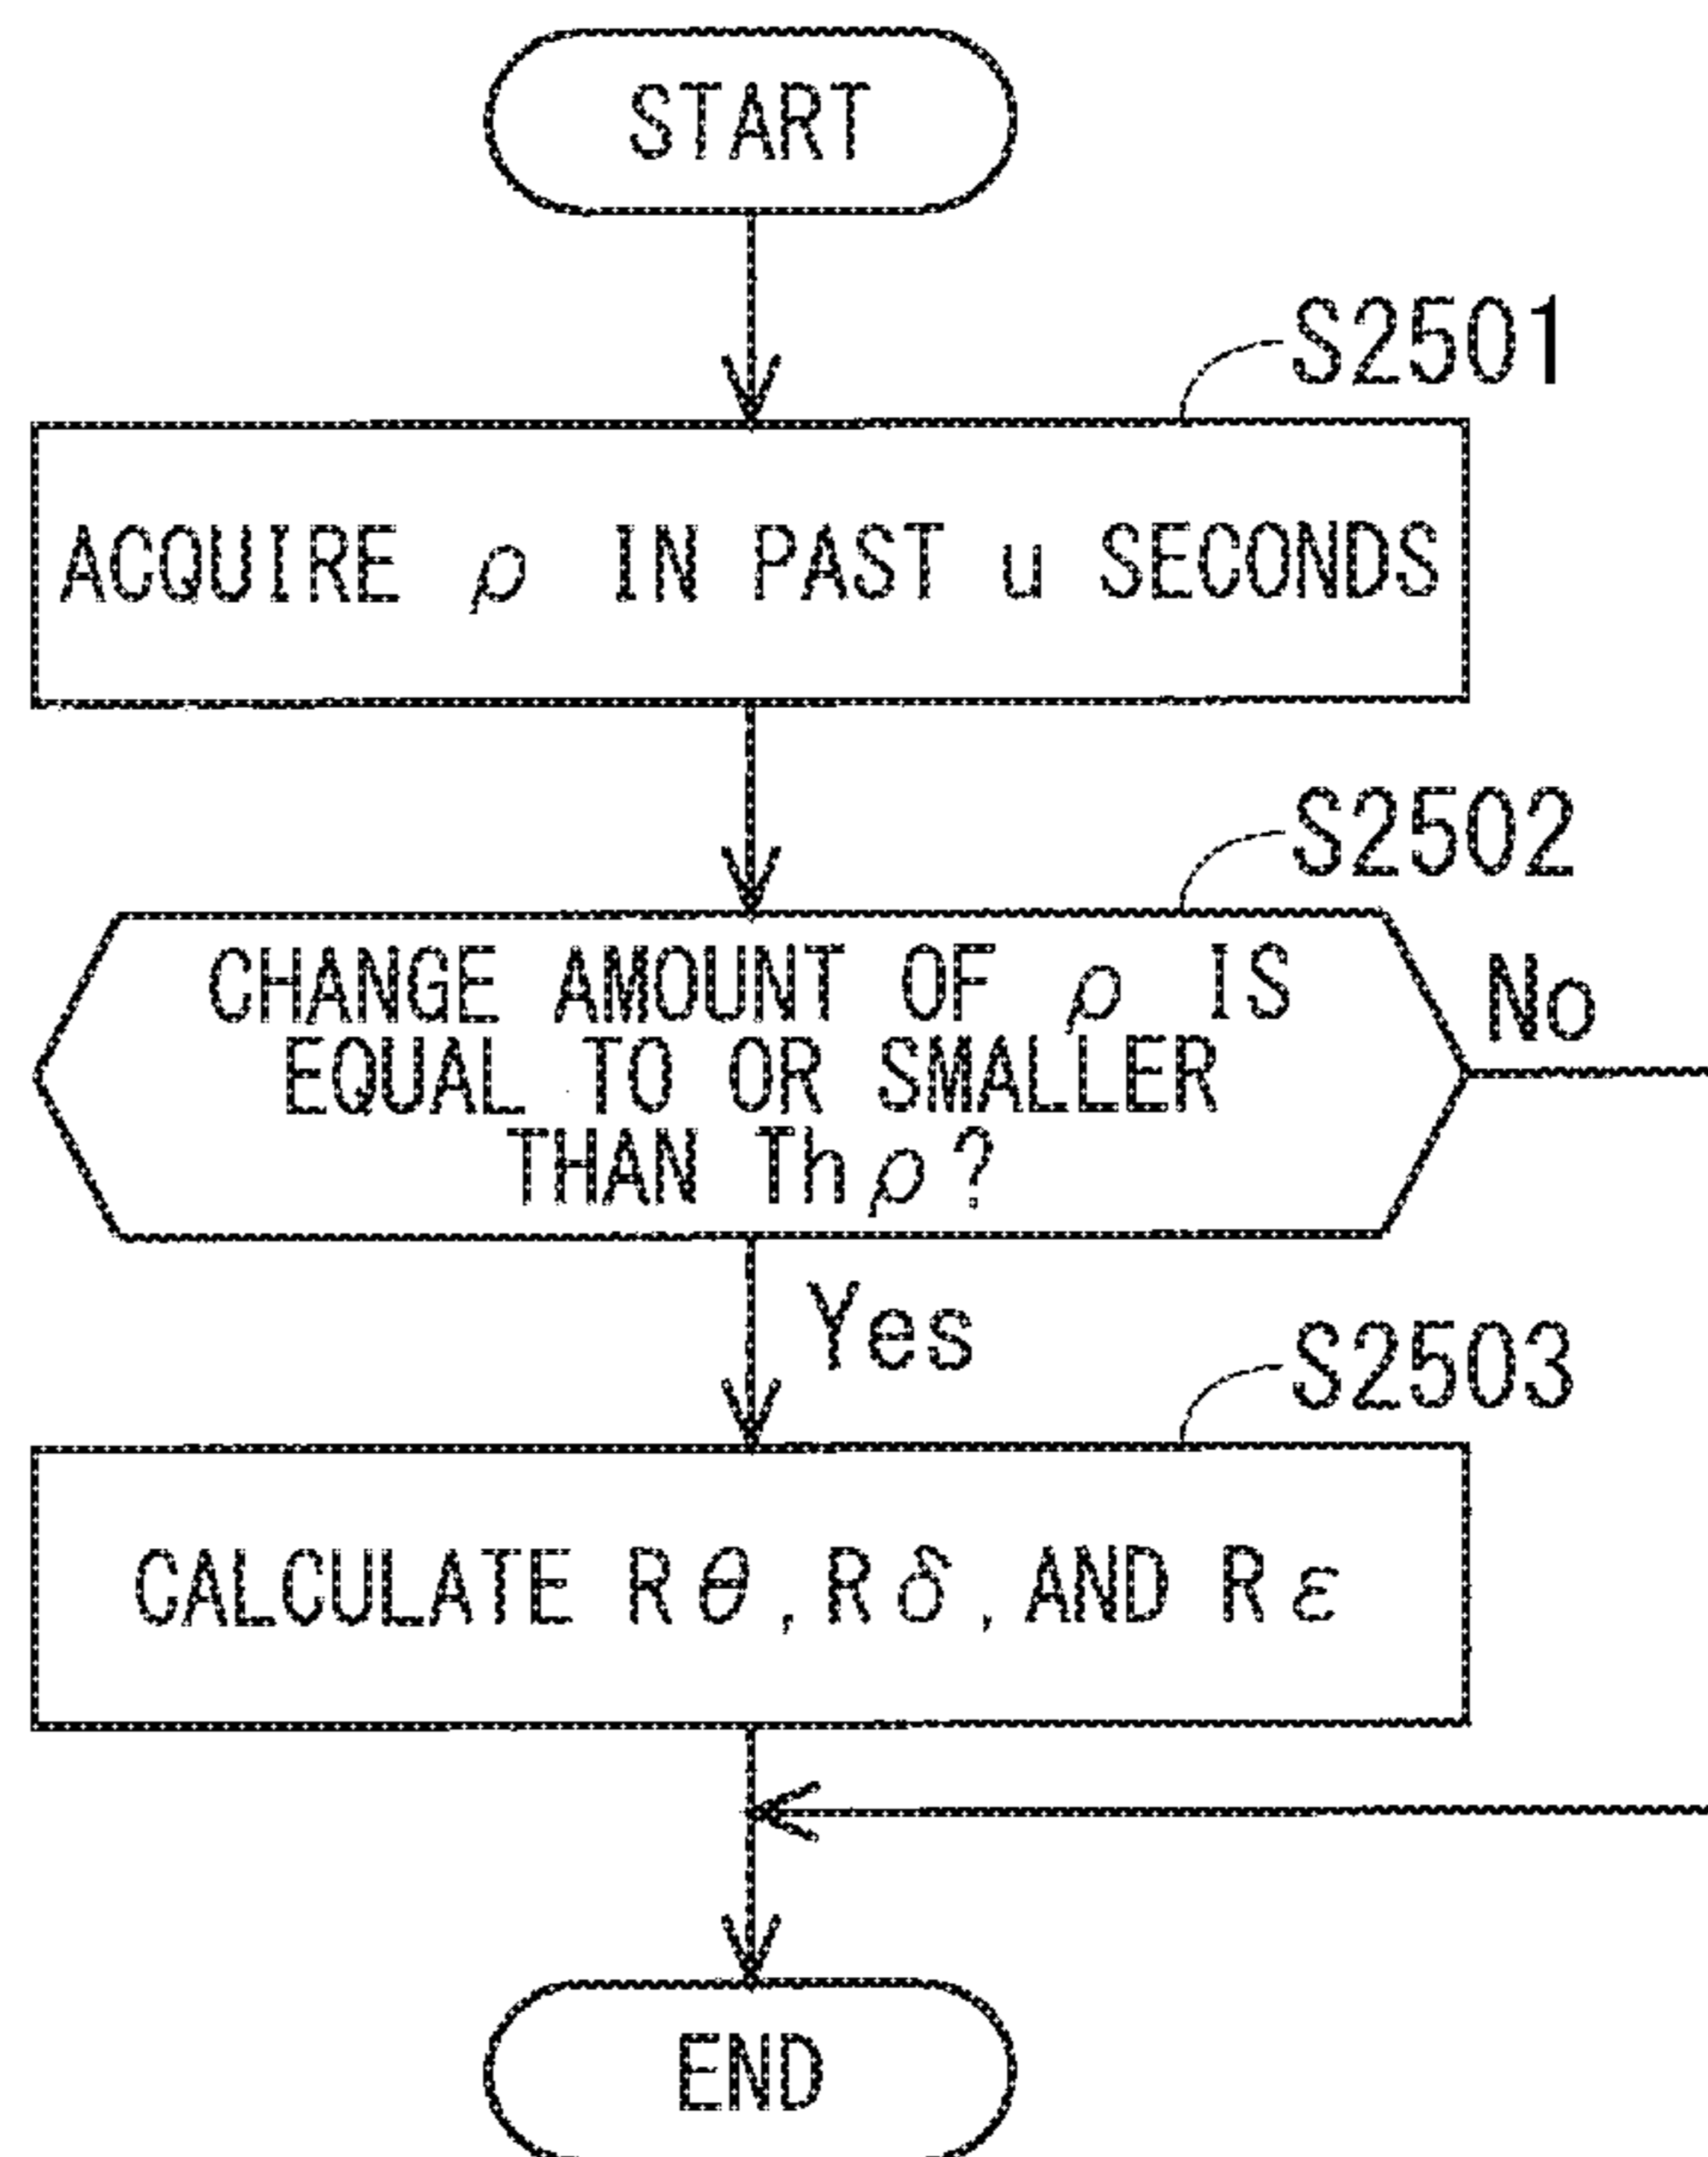 START
S2501
ACQUIRE ρ IN PAST u SECONDS
S2502
CHANGE AMOUNT OF ρ IS
EQUAL TO OR SMALLER
THAN Thρ?
No
Yes
S2503
CALCULATE Rθ, Rδ, AND Rε
END